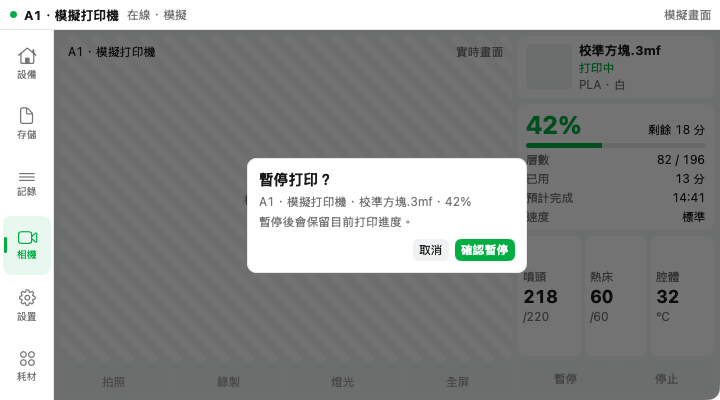 A1 · 模擬打印機 在線 · 模擬
模擬畫面
設備
存儲
記錄
相機
設置
耗材
A1 · 模擬打印機
實時畫面
暫停打印？
A1 · 模擬打印機 · 校準方塊.3mf · 42%
暫停後會保留目前打印進度。
取消
確認暫停
拍照
錄製
燈光
全屏
校準方塊.3mf
打印中
PLA · 白
42%
剩餘 18 分
層數 82 / 196
已用 13 分
預計完成 14:41
速度 標準
噴頭
218
/220
熱床
60
/60
腔體
32
°C
暫停
停止